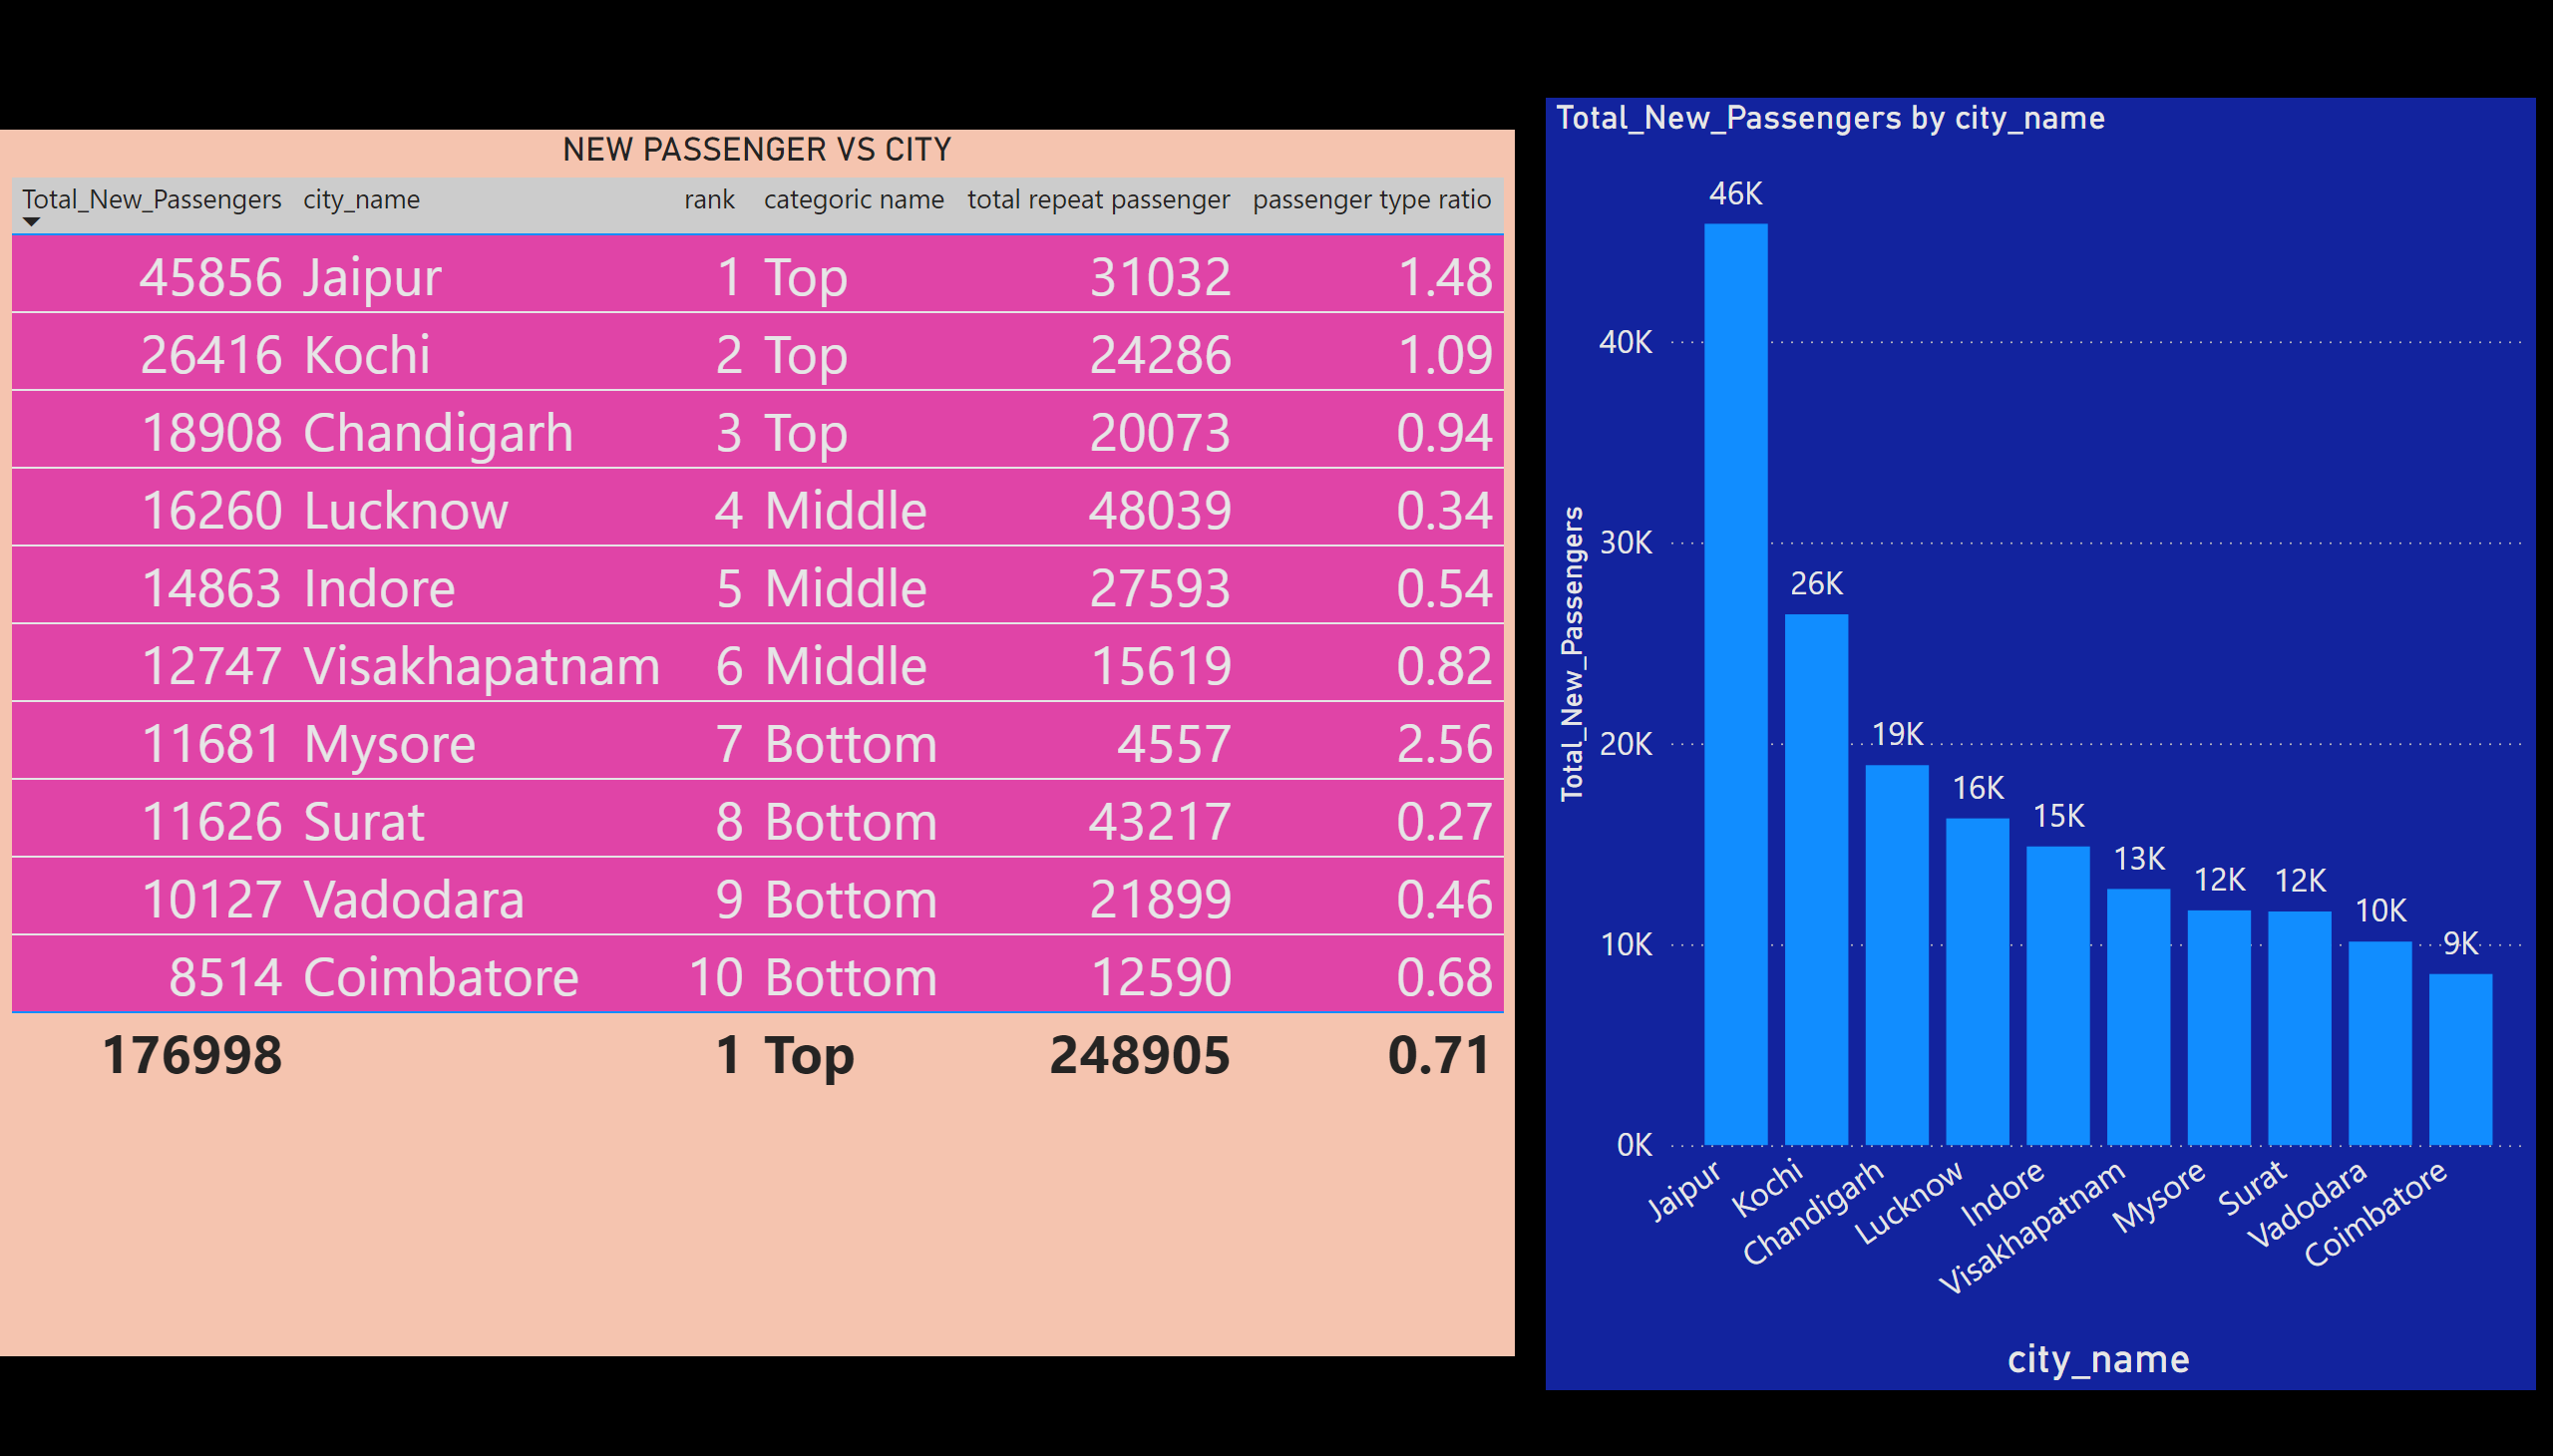 NEW PASSENGER VS CITY
Total_New_Passengers city_name rank categoric name total repeat passenger passenger type ratio
45856 Jaipur 1 Top 31032 1.48
26416 Kochi 2 Top 24286 1.09
18908 Chandigarh 3 Top 20073 0.94
16260 Lucknow 4 Middle 48039 0.34
14863 Indore 5 Middle 27593 0.54
12747 Visakhapatnam 6 Middle 15619 0.82
11681 Mysore 7 Bottom 4557 2.56
11626 Surat 8 Bottom 43217 0.27
10127 Vadodara 9 Bottom 21899 0.46
8514 Coimbatore 10 Bottom 12590 0.68
176998 1 Top 248905 0.71
Total_New_Passengers by city_name
Total_New_Passengers
40K
30K
20K
10K
0K
46K
26K
19K
16K
15K
13K
12K
12K
10K
9K
Jaipur
Kochi
Chandigarh
Lucknow
Indore
Visakhapatnam
Mysore
Surat
Vadodara
Coimbatore
city_name